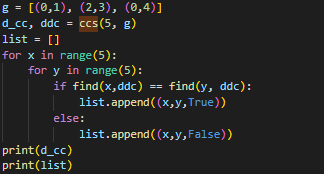 g = [(0,1), (2,3), (0,4)]
d_cc, ddc = ccs(5, g)
list = []
for x in range(5):
    for y in range(5):
        if find(x,ddc) == find(y, ddc):
            list.append((x,y,True))
        else:
            list.append((x,y,False))
print(d_cc)
print(list)